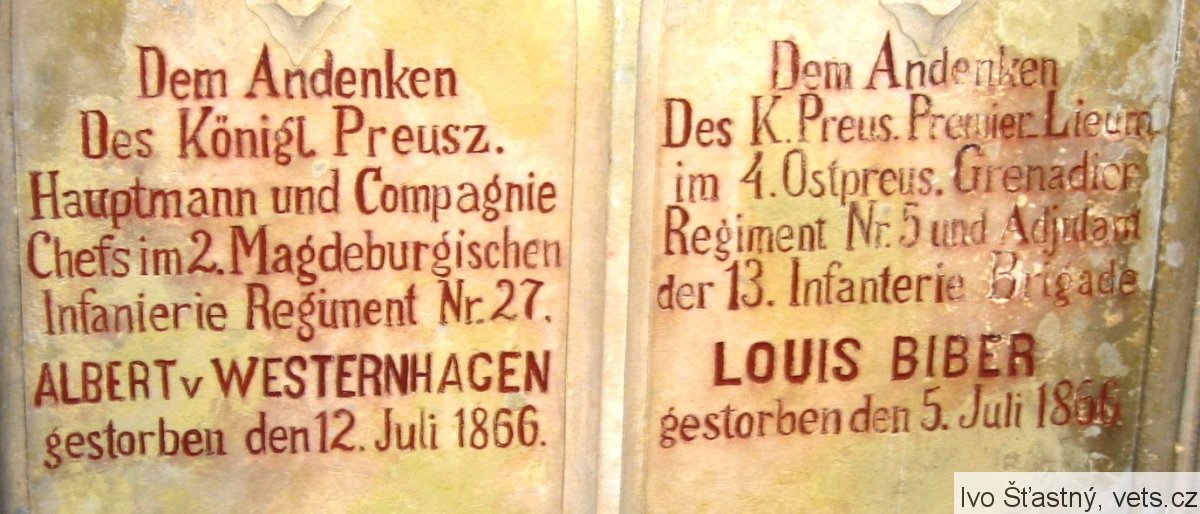 Dem Andenken
Des Königl. Preusz.
Hauptmann und Compagnie
Chefs im 2. Magdeburgischen
Infanierie Regiment Nr. 27.
ALBERT v WESTERNHAGEN
gestorben den 12. Juli 1866.
Dem Andenken
Des K. Preus. Premier-Lieum
im 4. Ostpreus. Grenadier
Regiment Nr. 5 und Adjutant
der 13. Infanterie Brigade
LOUIS BIBER
gestorben den 5. Juli 1866.
Ivo Šťastný, vets.cz